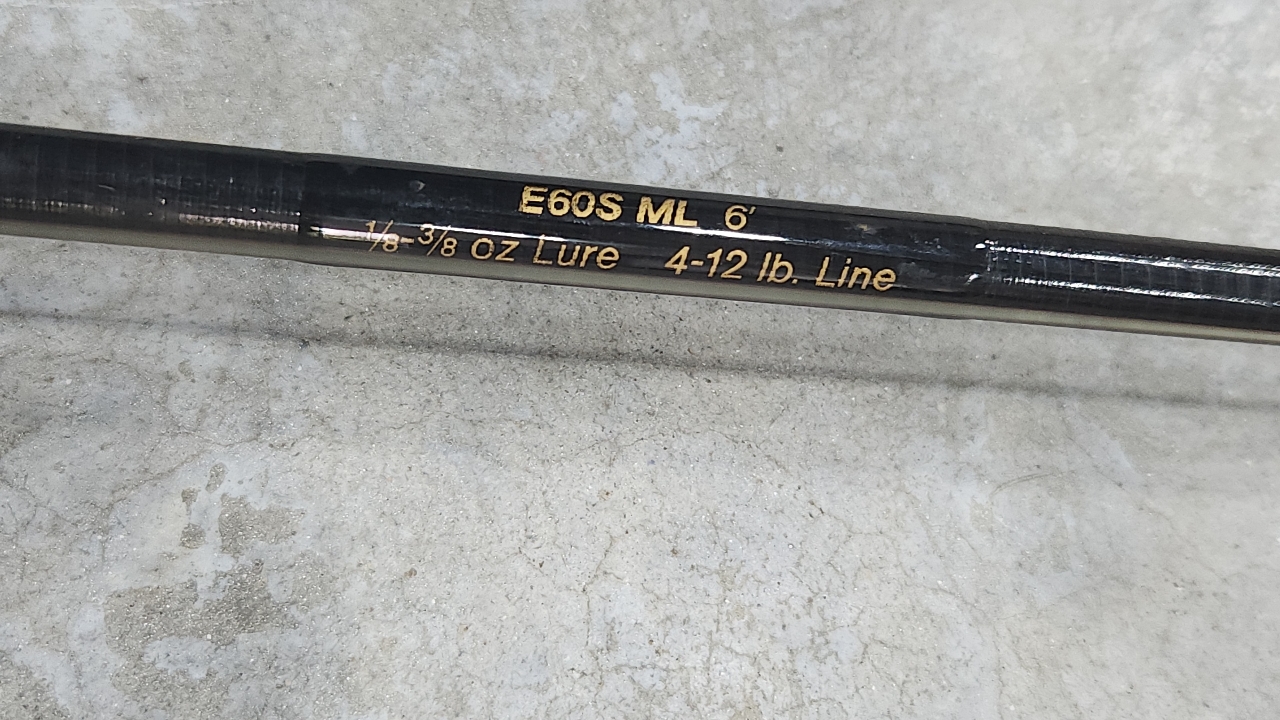 E60S ML 6'
1/8-3/8 oz Lure 4-12 lb. Line